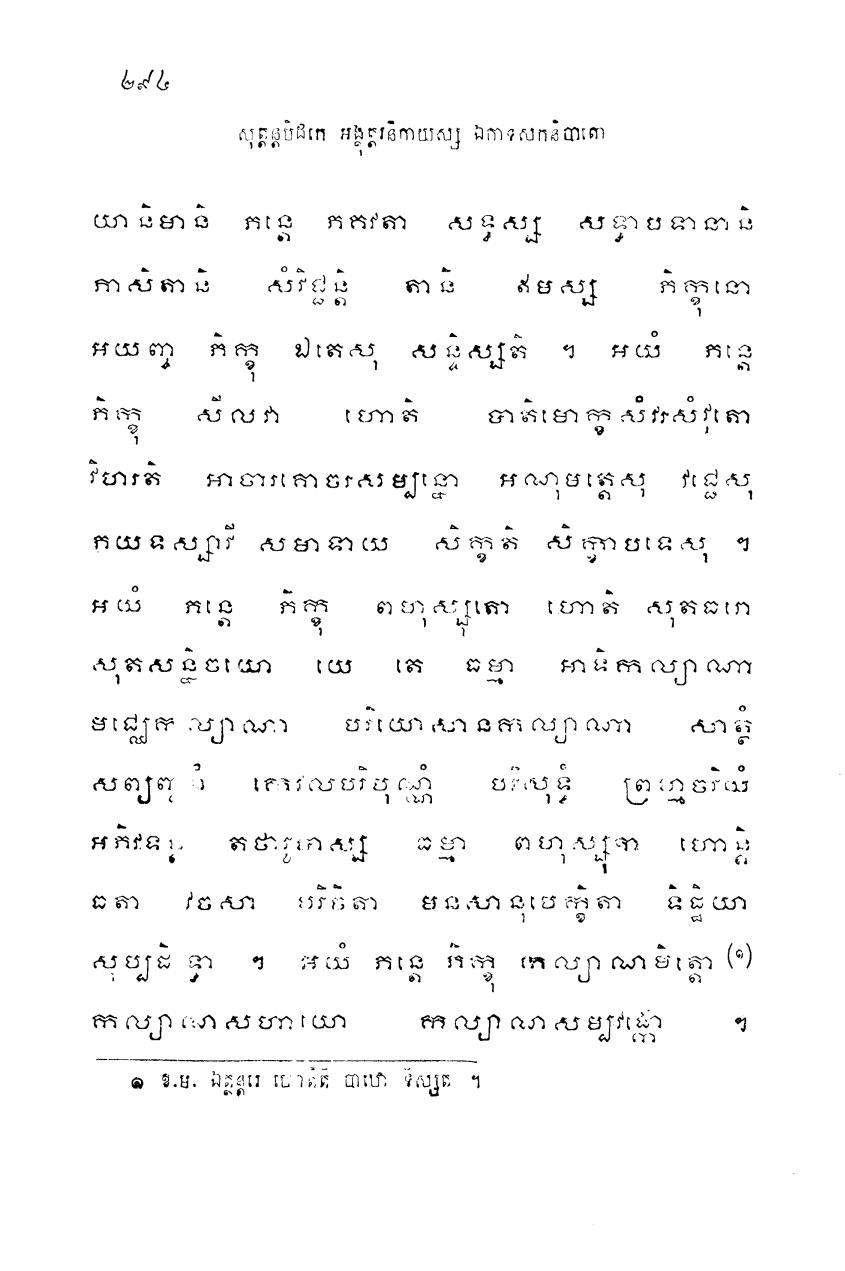 ២៩៤
សុត្តន្តបិដកេ អង្គុត្តរនិកាយស្ស ឯកាទសកនិបាតោ
យានិមានិ ភន្តេ ភគវតា សទ្ធស្ស សទ្ធាបទានានិ
ភាសិតានិ សំវិជ្ជន្តិ តានិ ឥមស្ស ភិក្ខុនោ
អយញ្ច ភិក្ខុ ឯតេសុ សន្ទិស្សតិ ។ អយំ ភន្តេ
ភិក្ខុ សីលវា ហោតិ បាតិមោក្ខសំវរសំវុតោ
វិហរតិ អាចារគោចរសម្បន្នោ អណុមត្តេសុ វជ្ជេសុ
ភយទស្សាវី សមាទាយ សិក្ខតិ សិក្ខាបទេសុ ។
អយំ ភន្តេ ភិក្ខុ ពហុស្សុតោ ហោតិ សុតធរោ
សុតសន្និចយោ យេ តេ ធម្មា អាទិកល្យាណា
មជ្ឈេកល្យាណា បរិយោសានកល្យាណា សាត្ថំ
សព្យញ្ជនំ កេវលបរិបុណ្ណំ បរិសុទ្ធំ ព្រហ្មចរិយំ
អភិវទន្តិ តថារូបាស្ស ធម្មា ពហុស្សុតា ហោន្តិ
ធតា វចសា បរិចិតា មនសានុបេក្ខិតា ទិដ្ឋិយា
សុប្បដិវិទ្ធា ។ អយំ ភន្តេ ភិក្ខុ កល្យាណមិត្តោ (១)
កល្យាណសហាយោ កល្យាណសម្បវង្កោ ។
១ ឱ.ម. ឯត្ថន្តរេ ហោតីតិ បាឋោ ទិស្សតិ ។